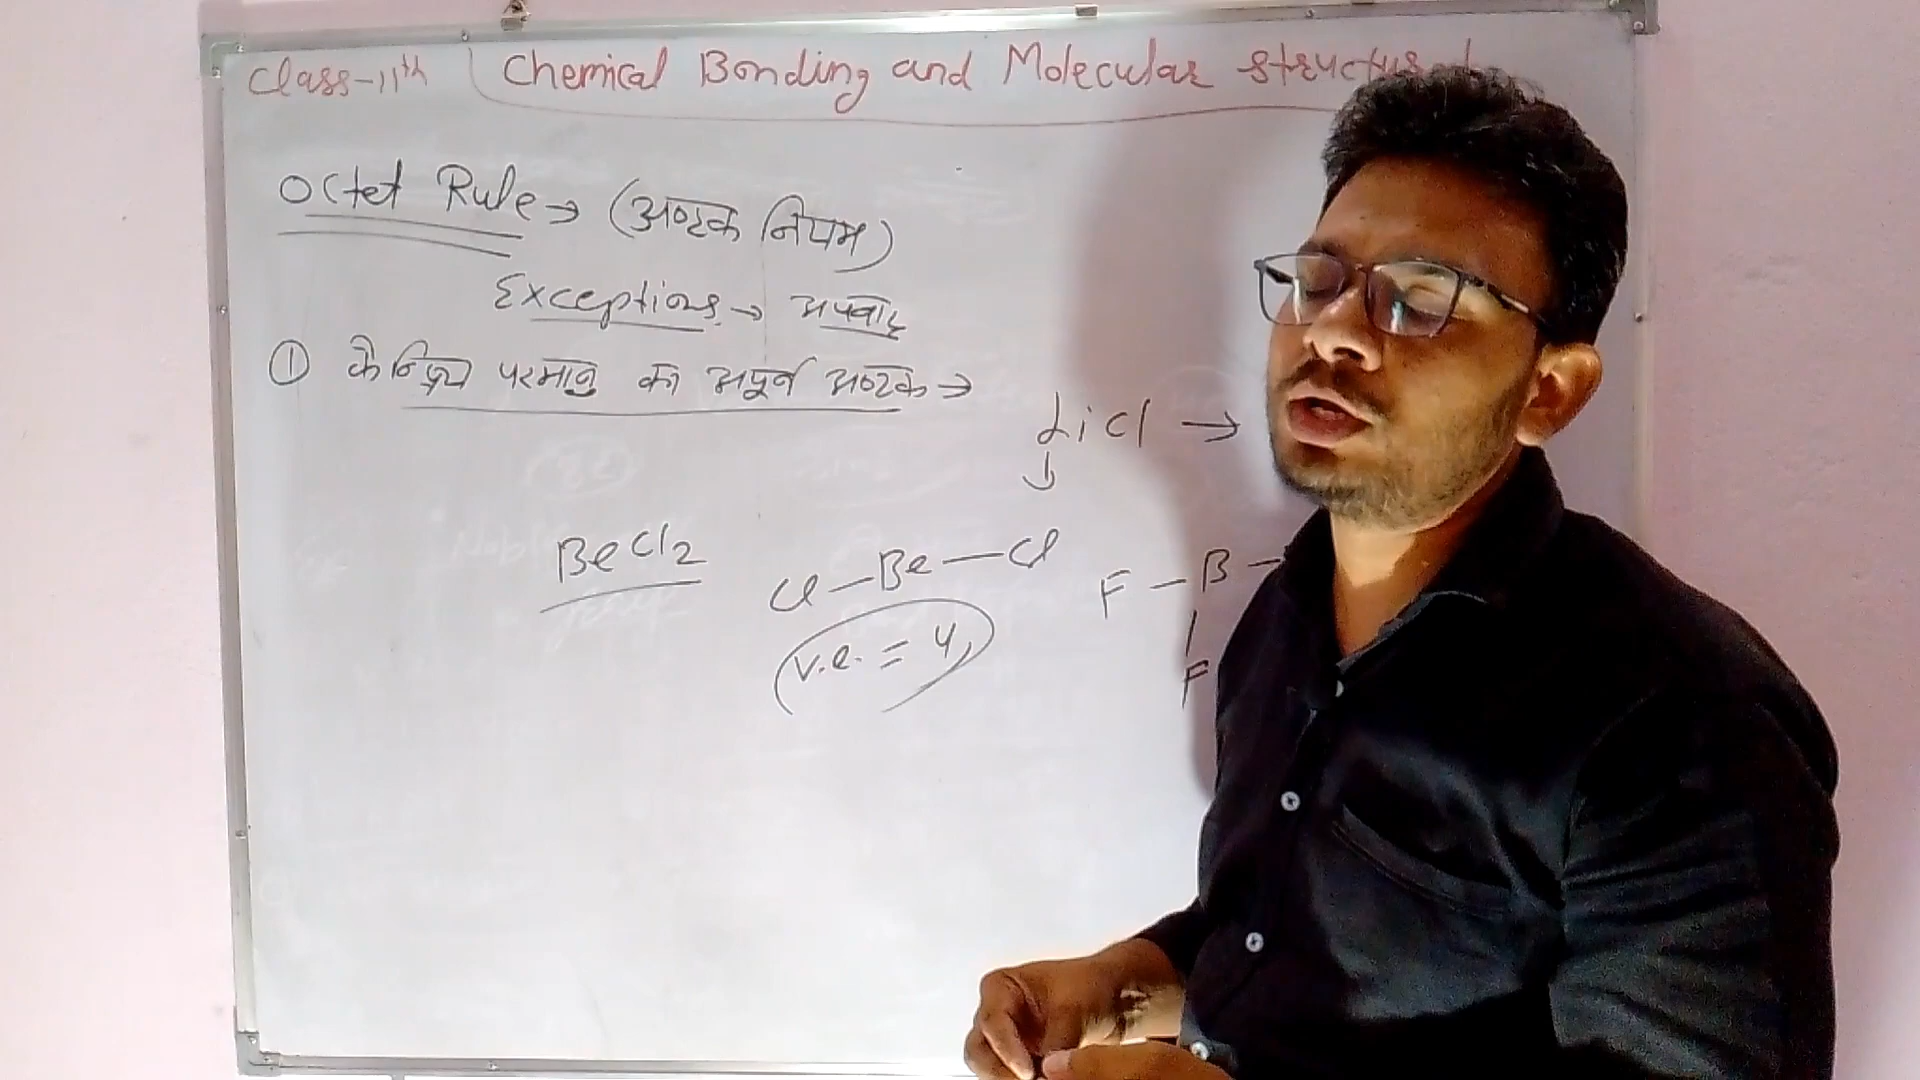 Class-11th Chemical Bonding and Molecular Structure
Octet Rule → (अष्टक नियम)
Exceptions → अपवाद
① केन्द्रिय परमानु का अपूर्ण अष्टक →
LiCl →
BeCl2
Cl — Be — Cl
v.e. = 4,
F — B —
F